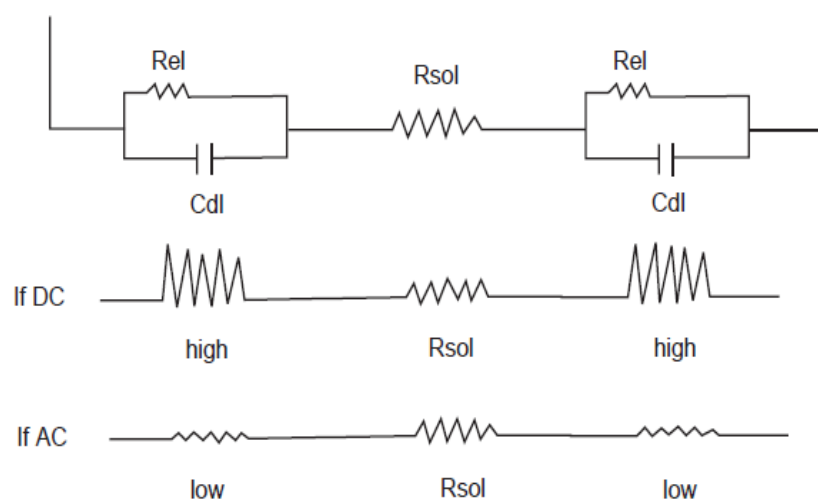 Rel
Rsol
Rel
Cdl
Cdl
If DC
high
Rsol
high
If AC
low
Rsol
low